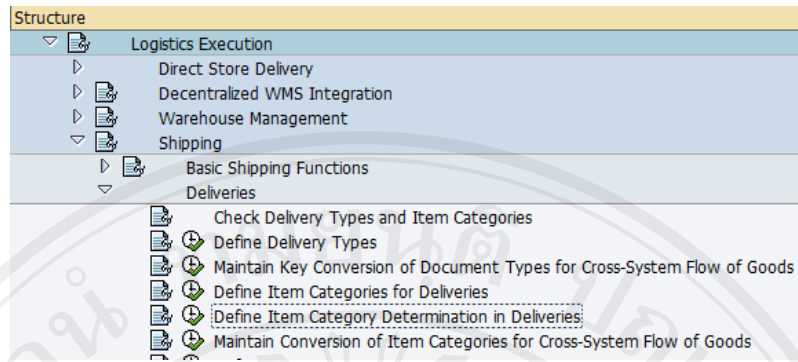 Structure
Logistics Execution
Direct Store Delivery
Decentralized WMS Integration
Warehouse Management
Shipping
Basic Shipping Functions
Deliveries
Check Delivery Types and Item Categories
Define Delivery Types
Maintain Key Conversion of Document Types for Cross-System Flow of Goods
Define Item Categories for Deliveries
Define Item Category Determination in Deliveries
Maintain Conversion of Item Categories for Cross-System Flow of Goods